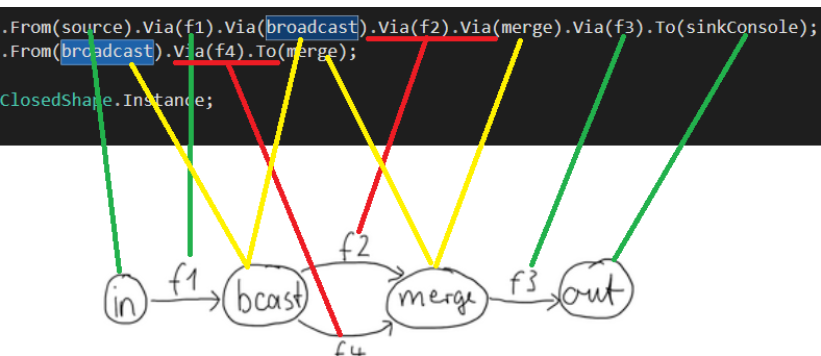 .From(source).Via(f1).Via(broadcast).Via(f2).Via(merge).Via(f3).To(sinkConsole);
.From(broadcast).Via(f4).To(merge);
ClosedShape.Instance;
f2
f1
f3
in
bcast
merge
out
f4